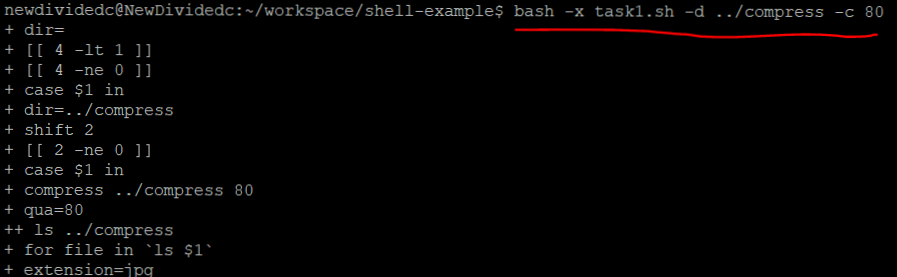 newdividedc@NewDividedc:~/workspace/shell-example$ bash -x task1.sh -d ../compress -c 80
+ dir=
+ [[ 4 -lt 1 ]]
+ [[ 4 -ne 0 ]]
+ case $1 in
+ dir=../compress
+ shift 2
+ [[ 2 -ne 0 ]]
+ case $1 in
+ compress ../compress 80
+ qua=80
++ ls ../compress
+ for file in `ls $1`
+ extension=jpg